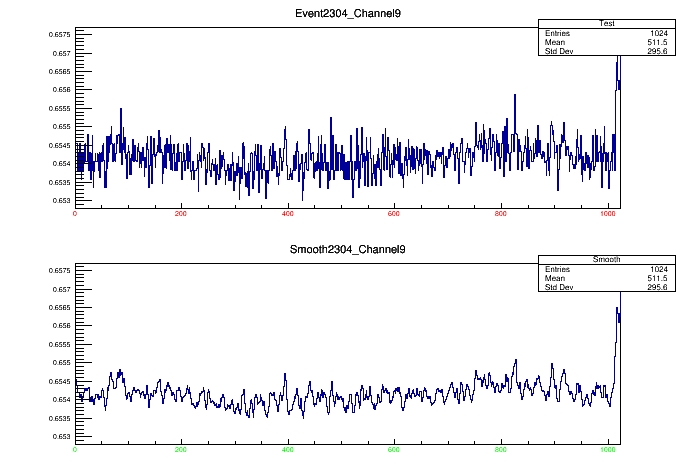 Event2304_Channel9
Test
Entries 1024
Mean 511.5
Std Dev 295.6
0.6575
0.657
0.6565
0.656
0.6555
0.655
0.6545
0.654
0.6535
0.653
0 200 400 600 800 1000
Smooth2304_Channel9
Smooth
Entries 1024
Mean 511.5
Std Dev 295.6
0.6575
0.657
0.6565
0.656
0.6555
0.655
0.6545
0.654
0.6535
0.653
0 200 400 600 800 1000